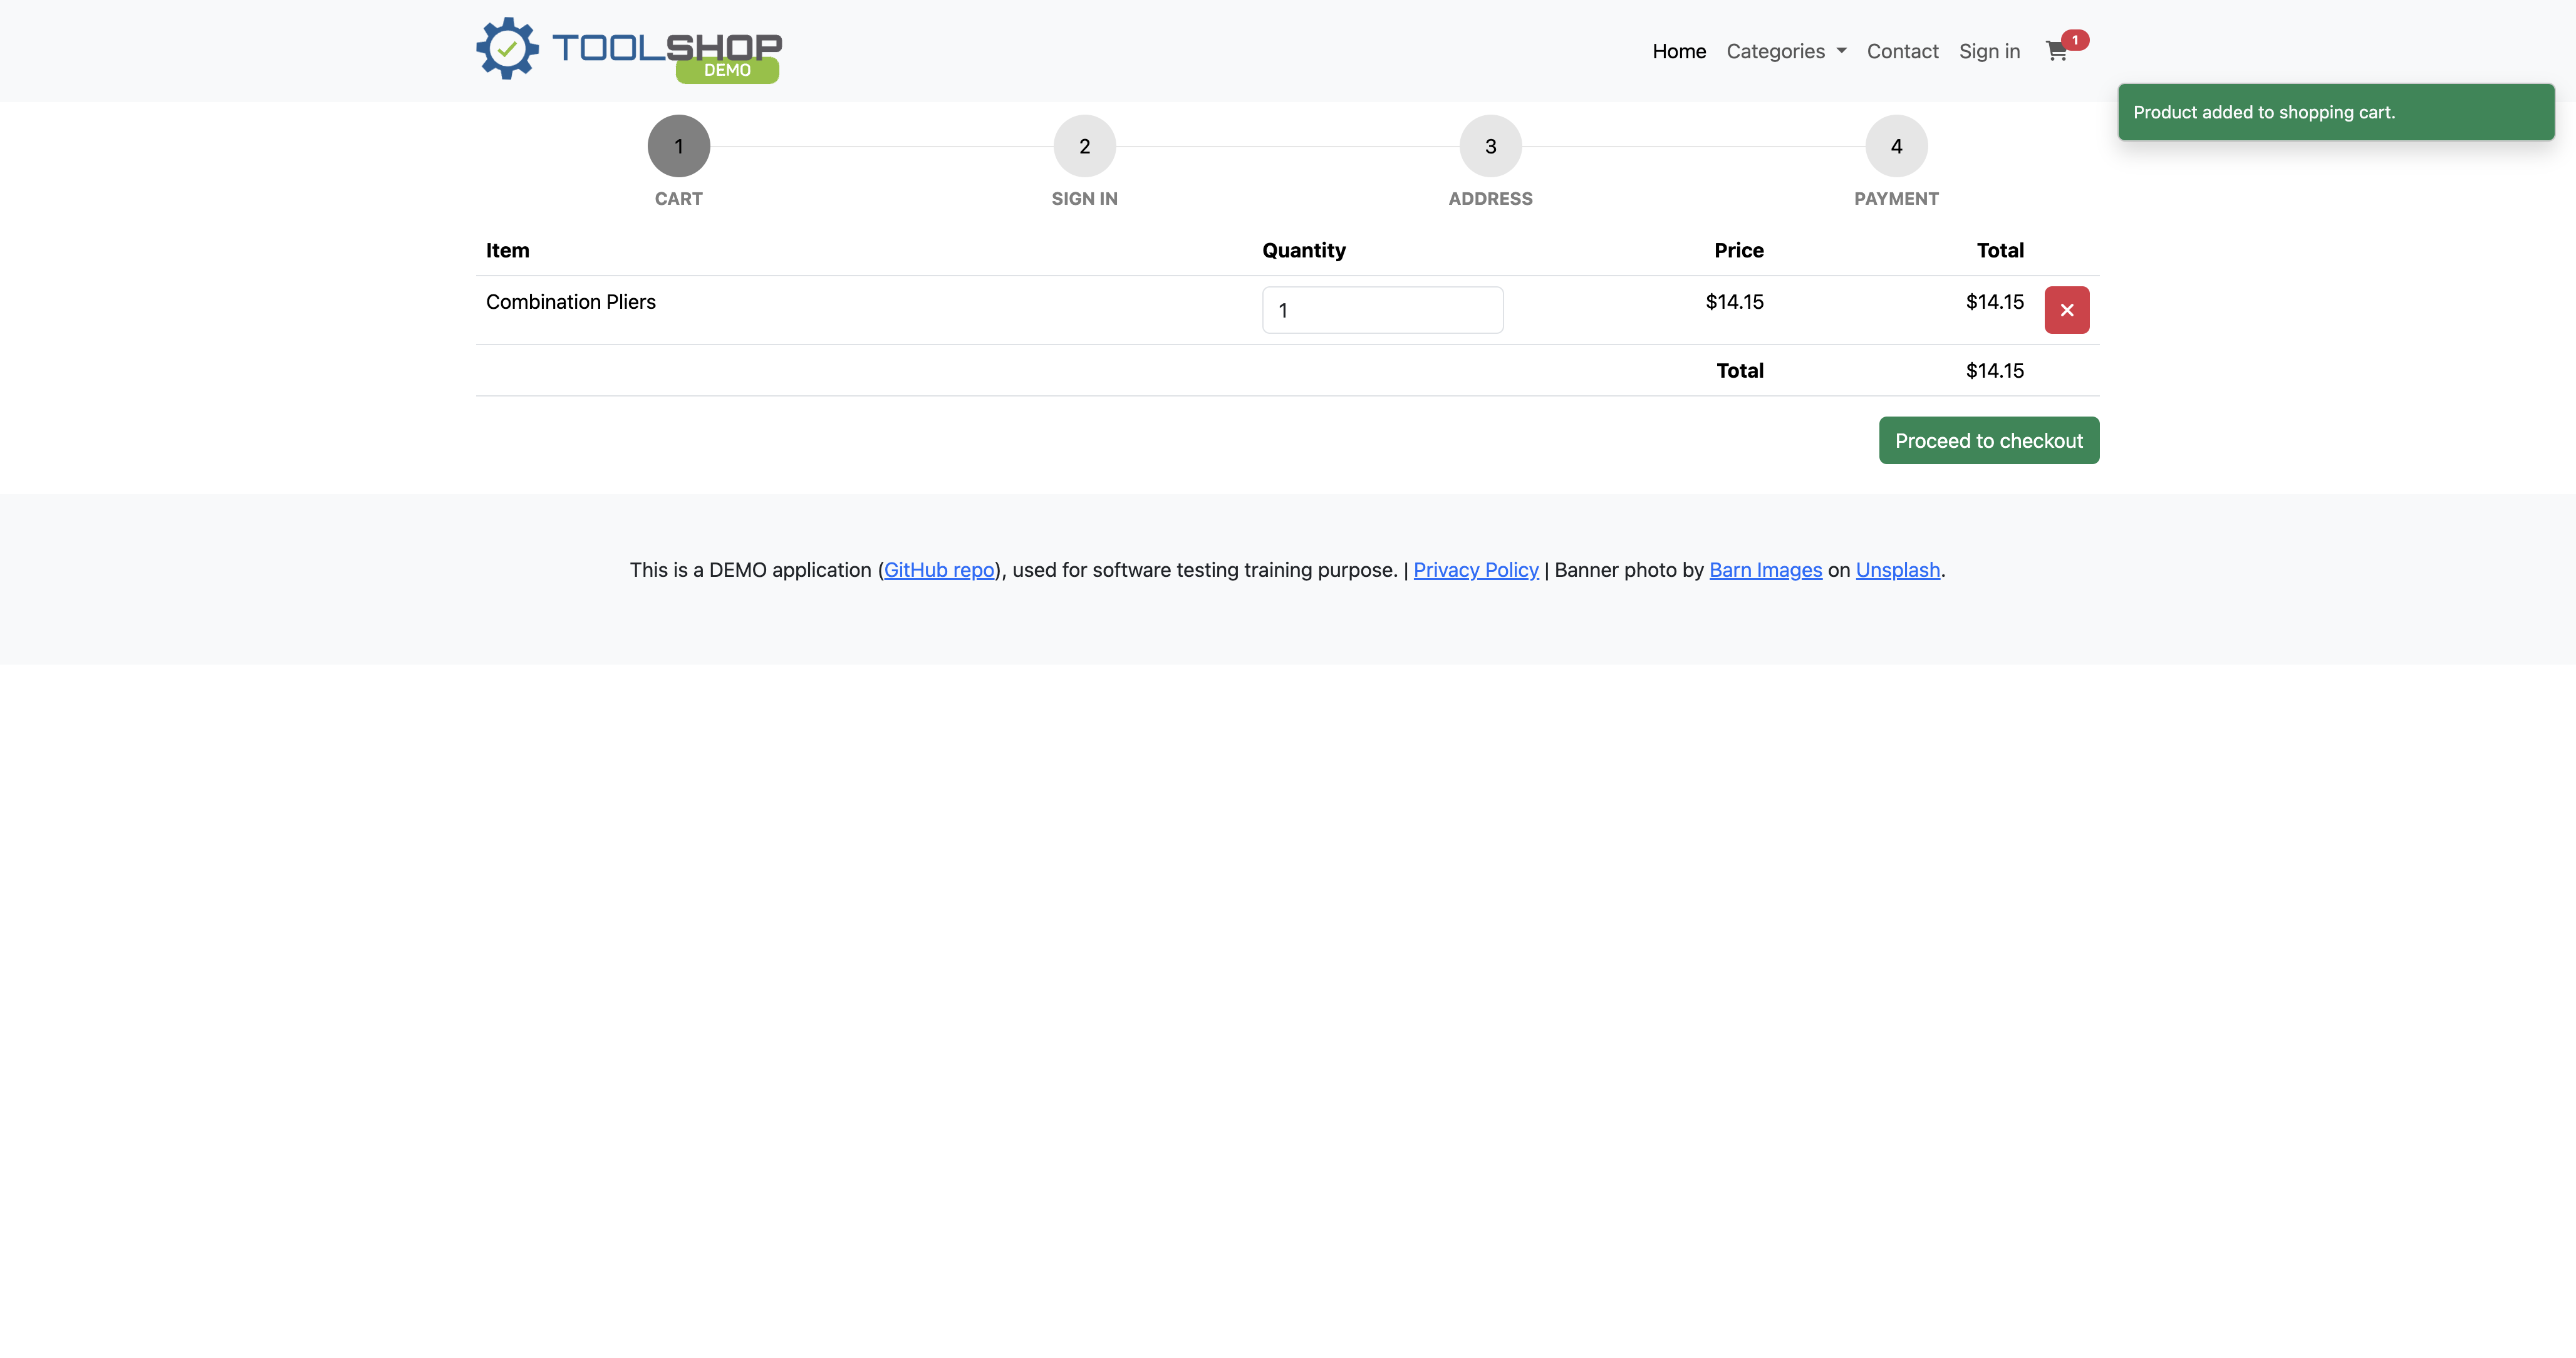 TOOLSHOP
DEMO
Home Categories Contact Sign in 1
Product added to shopping cart.
1 2 3 4
CART SIGN IN ADDRESS PAYMENT
Item Quantity Price Total
Combination Pliers 1 $14.15 $14.15
Total $14.15
Proceed to checkout
This is a DEMO application (GitHub repo), used for software testing training purpose. | Privacy Policy | Banner photo by Barn Images on Unsplash.